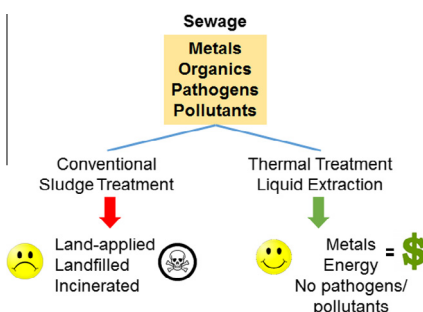 Sewage
Metals
Organics
Pathogens
Pollutants
Conventional
Sludge Treatment
Thermal Treatment
Liquid Extraction
Land-applied
Landfilled
Incinerated
Metals
Energy
No pathogens/
pollutants
= $